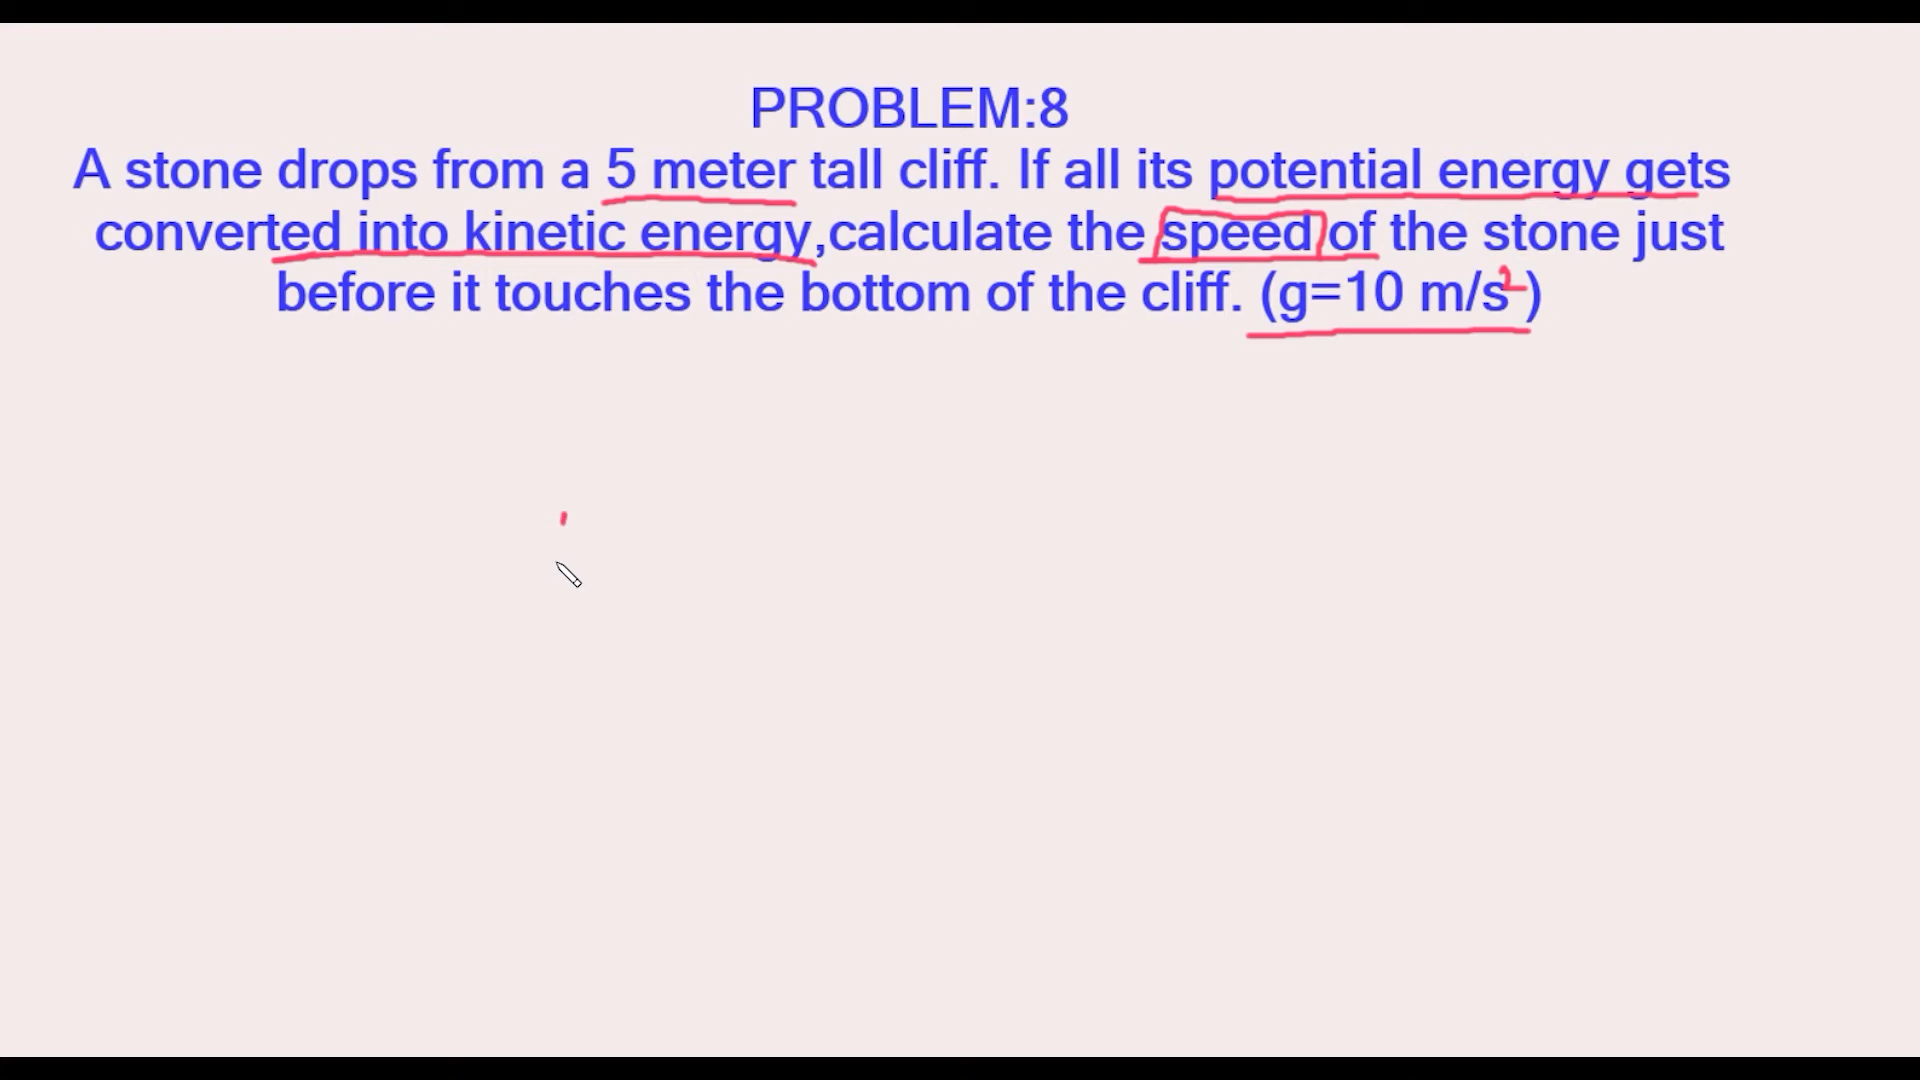 PROBLEM:8
A stone drops from a 5 meter tall cliff. If all its potential energy gets
converted into kinetic energy,calculate the speed of the stone just
before it touches the bottom of the cliff. (g=10 m/s²)